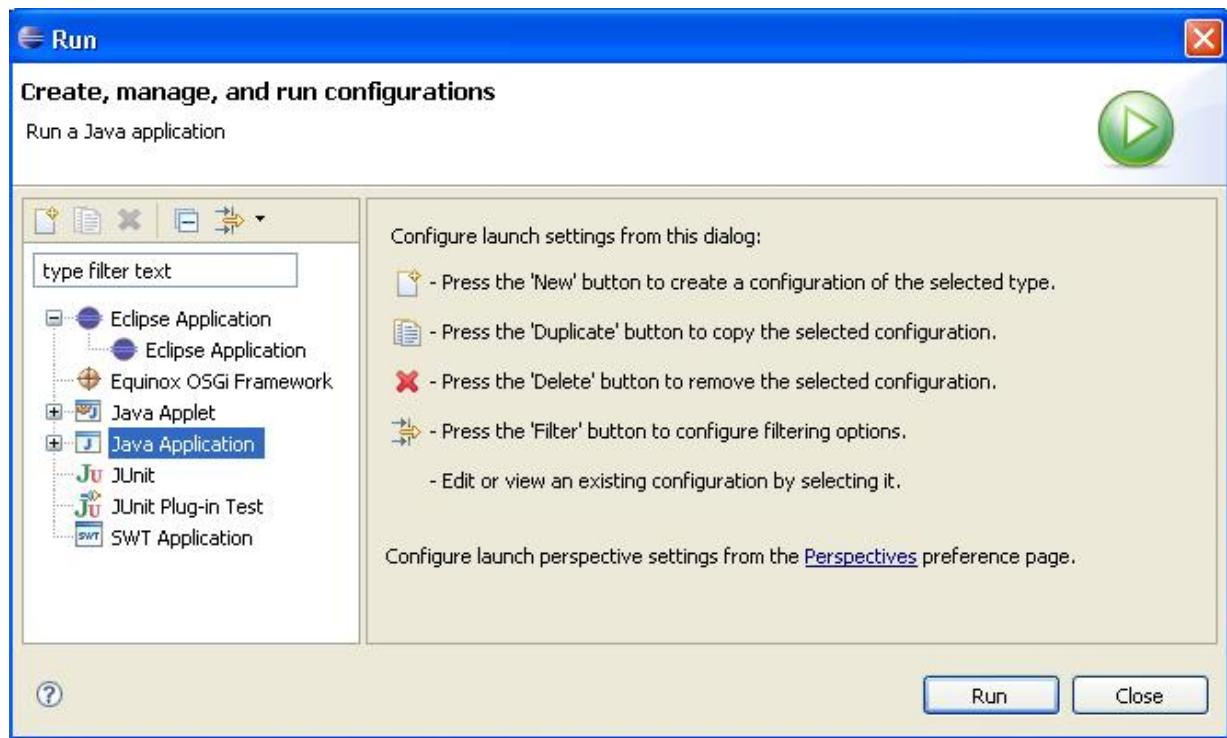 Run
Create, manage, and run configurations
Run a Java application
type filter text
Eclipse Application
Eclipse Application
Equinox OSGi Framework
Java Applet
Java Application
JUnit
JUnit Plug-in Test
SWT Application
Configure launch settings from this dialog:
- Press the 'New' button to create a configuration of the selected type.
- Press the 'Duplicate' button to copy the selected configuration.
- Press the 'Delete' button to remove the selected configuration.
- Press the 'Filter' button to configure filtering options.
- Edit or view an existing configuration by selecting it.
Configure launch perspective settings from the Perspectives preference page.
Run
Close